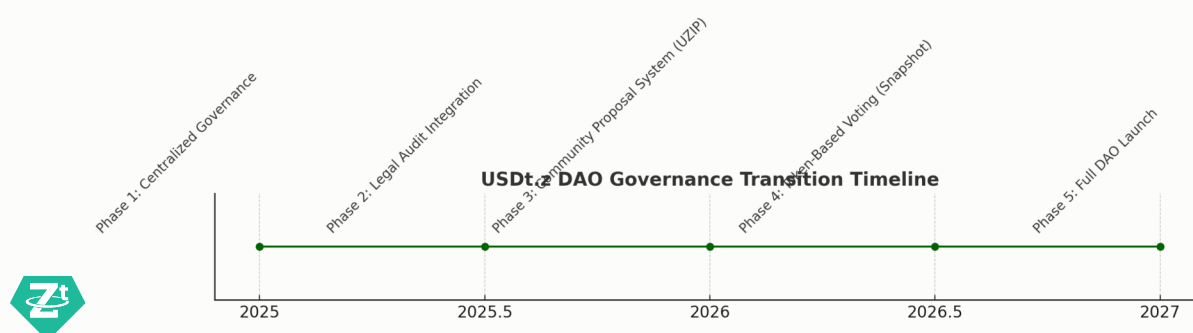 Phase 1: Centralized Governance
Phase 2: Legal Audit Integration
Phase 3: Community Proposal System (UZIP)
Phase 4: Token-Based Voting (Snapshot)
Phase 5: Full DAO Launch
USDt.z DAO Governance Transition Timeline
2025
2025.5
2026
2026.5
2027
Zt